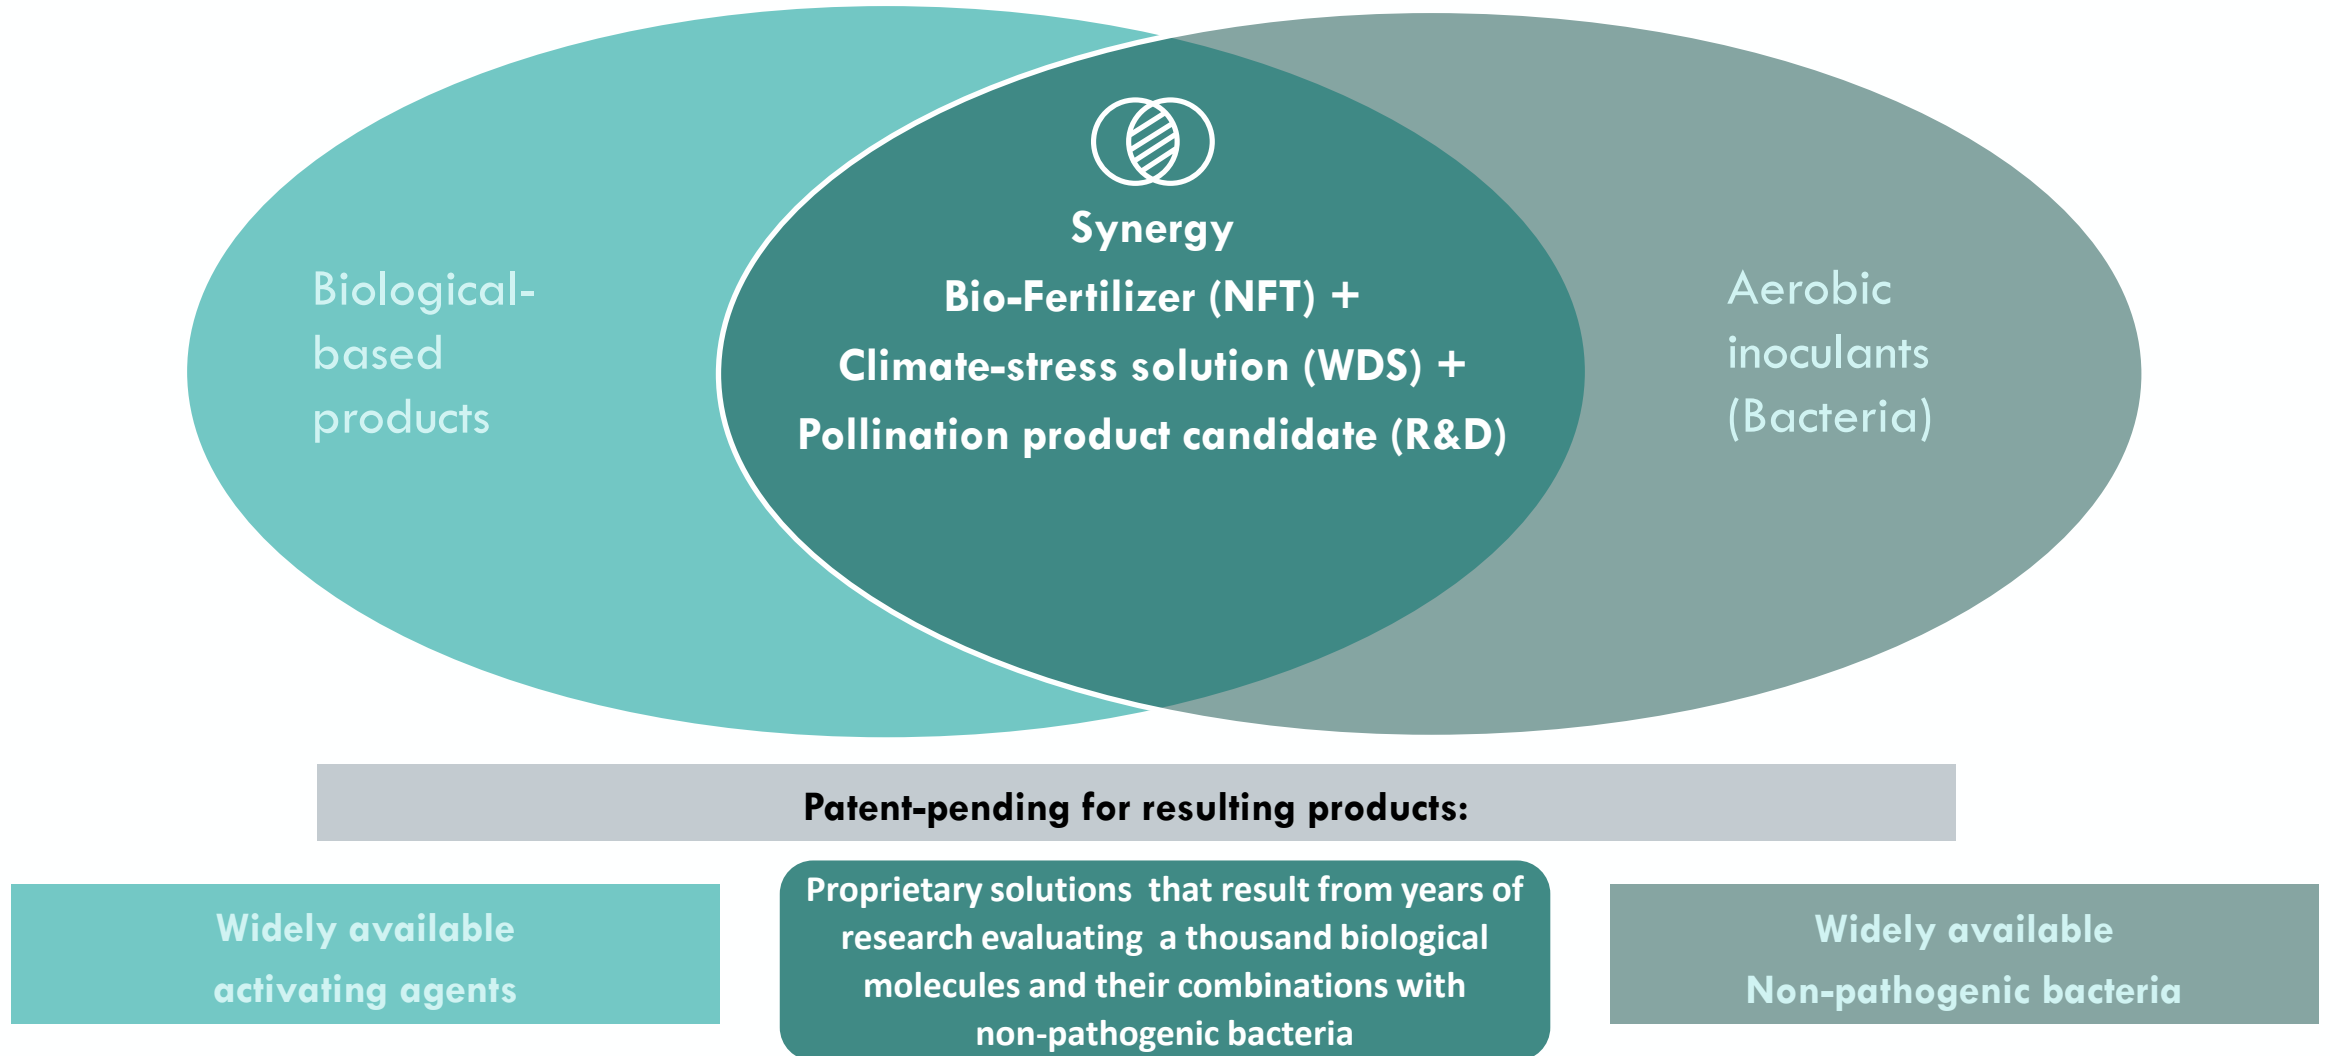 Biological-
based
products
Synergy
Bio-Fertilizer (NFT) +
Climate-stress solution (WDS) +
Pollination product candidate (R&D)
Aerobic
inoculants
(Bacteria)
Patent-pending for resulting products:
Widely available
activating agents
Proprietary solutions  that result from years of
research evaluating  a thousand biological
molecules and their combinations with
non-pathogenic bacteria
Widely available
Non-pathogenic bacteria